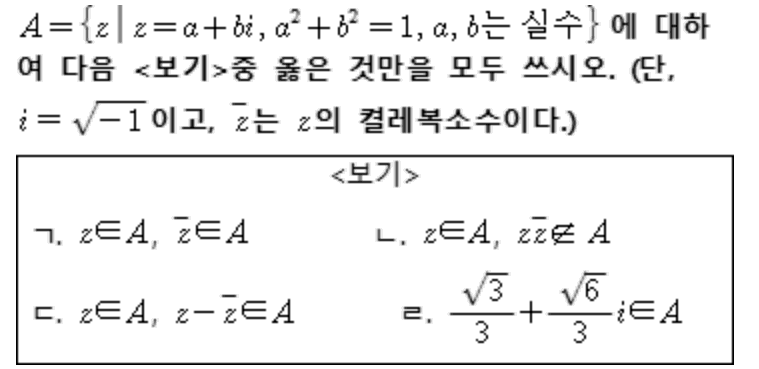 A={z | z=a+bi, a²+b²=1, a, b는 실수} 에 대하
여 다음 <보기>중 옳은 것만을 모두 쓰시오. (단,
i=√-1 이고, z̄는 z의 컬레복소수이다.)
<보기>
ㄱ. z∈A, z̄∈A ㄴ. z∈A, zz̄∉A
ㄷ. z∈A, z-z̄∈A ㄹ. √3/3+√6/3 i∈A